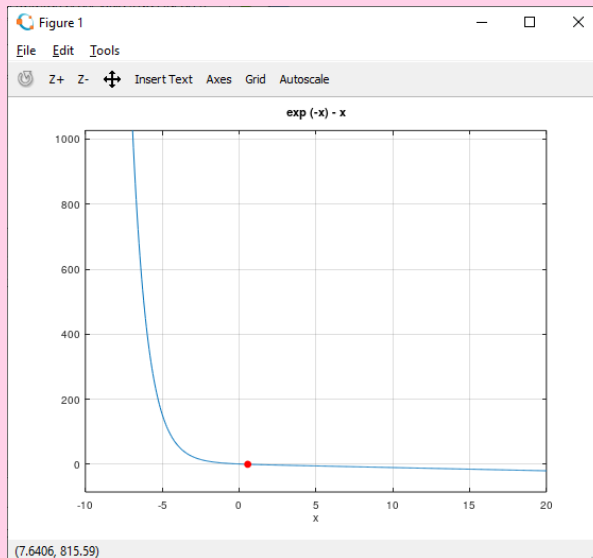 Figure 1
File Edit Tools
Z+ Z- Insert Text Axes Grid Autoscale
exp (-x) - x
1000
800
600
400
200
0
-10 -5 0 5 10 15 20
x
(7.6406, 815.59)